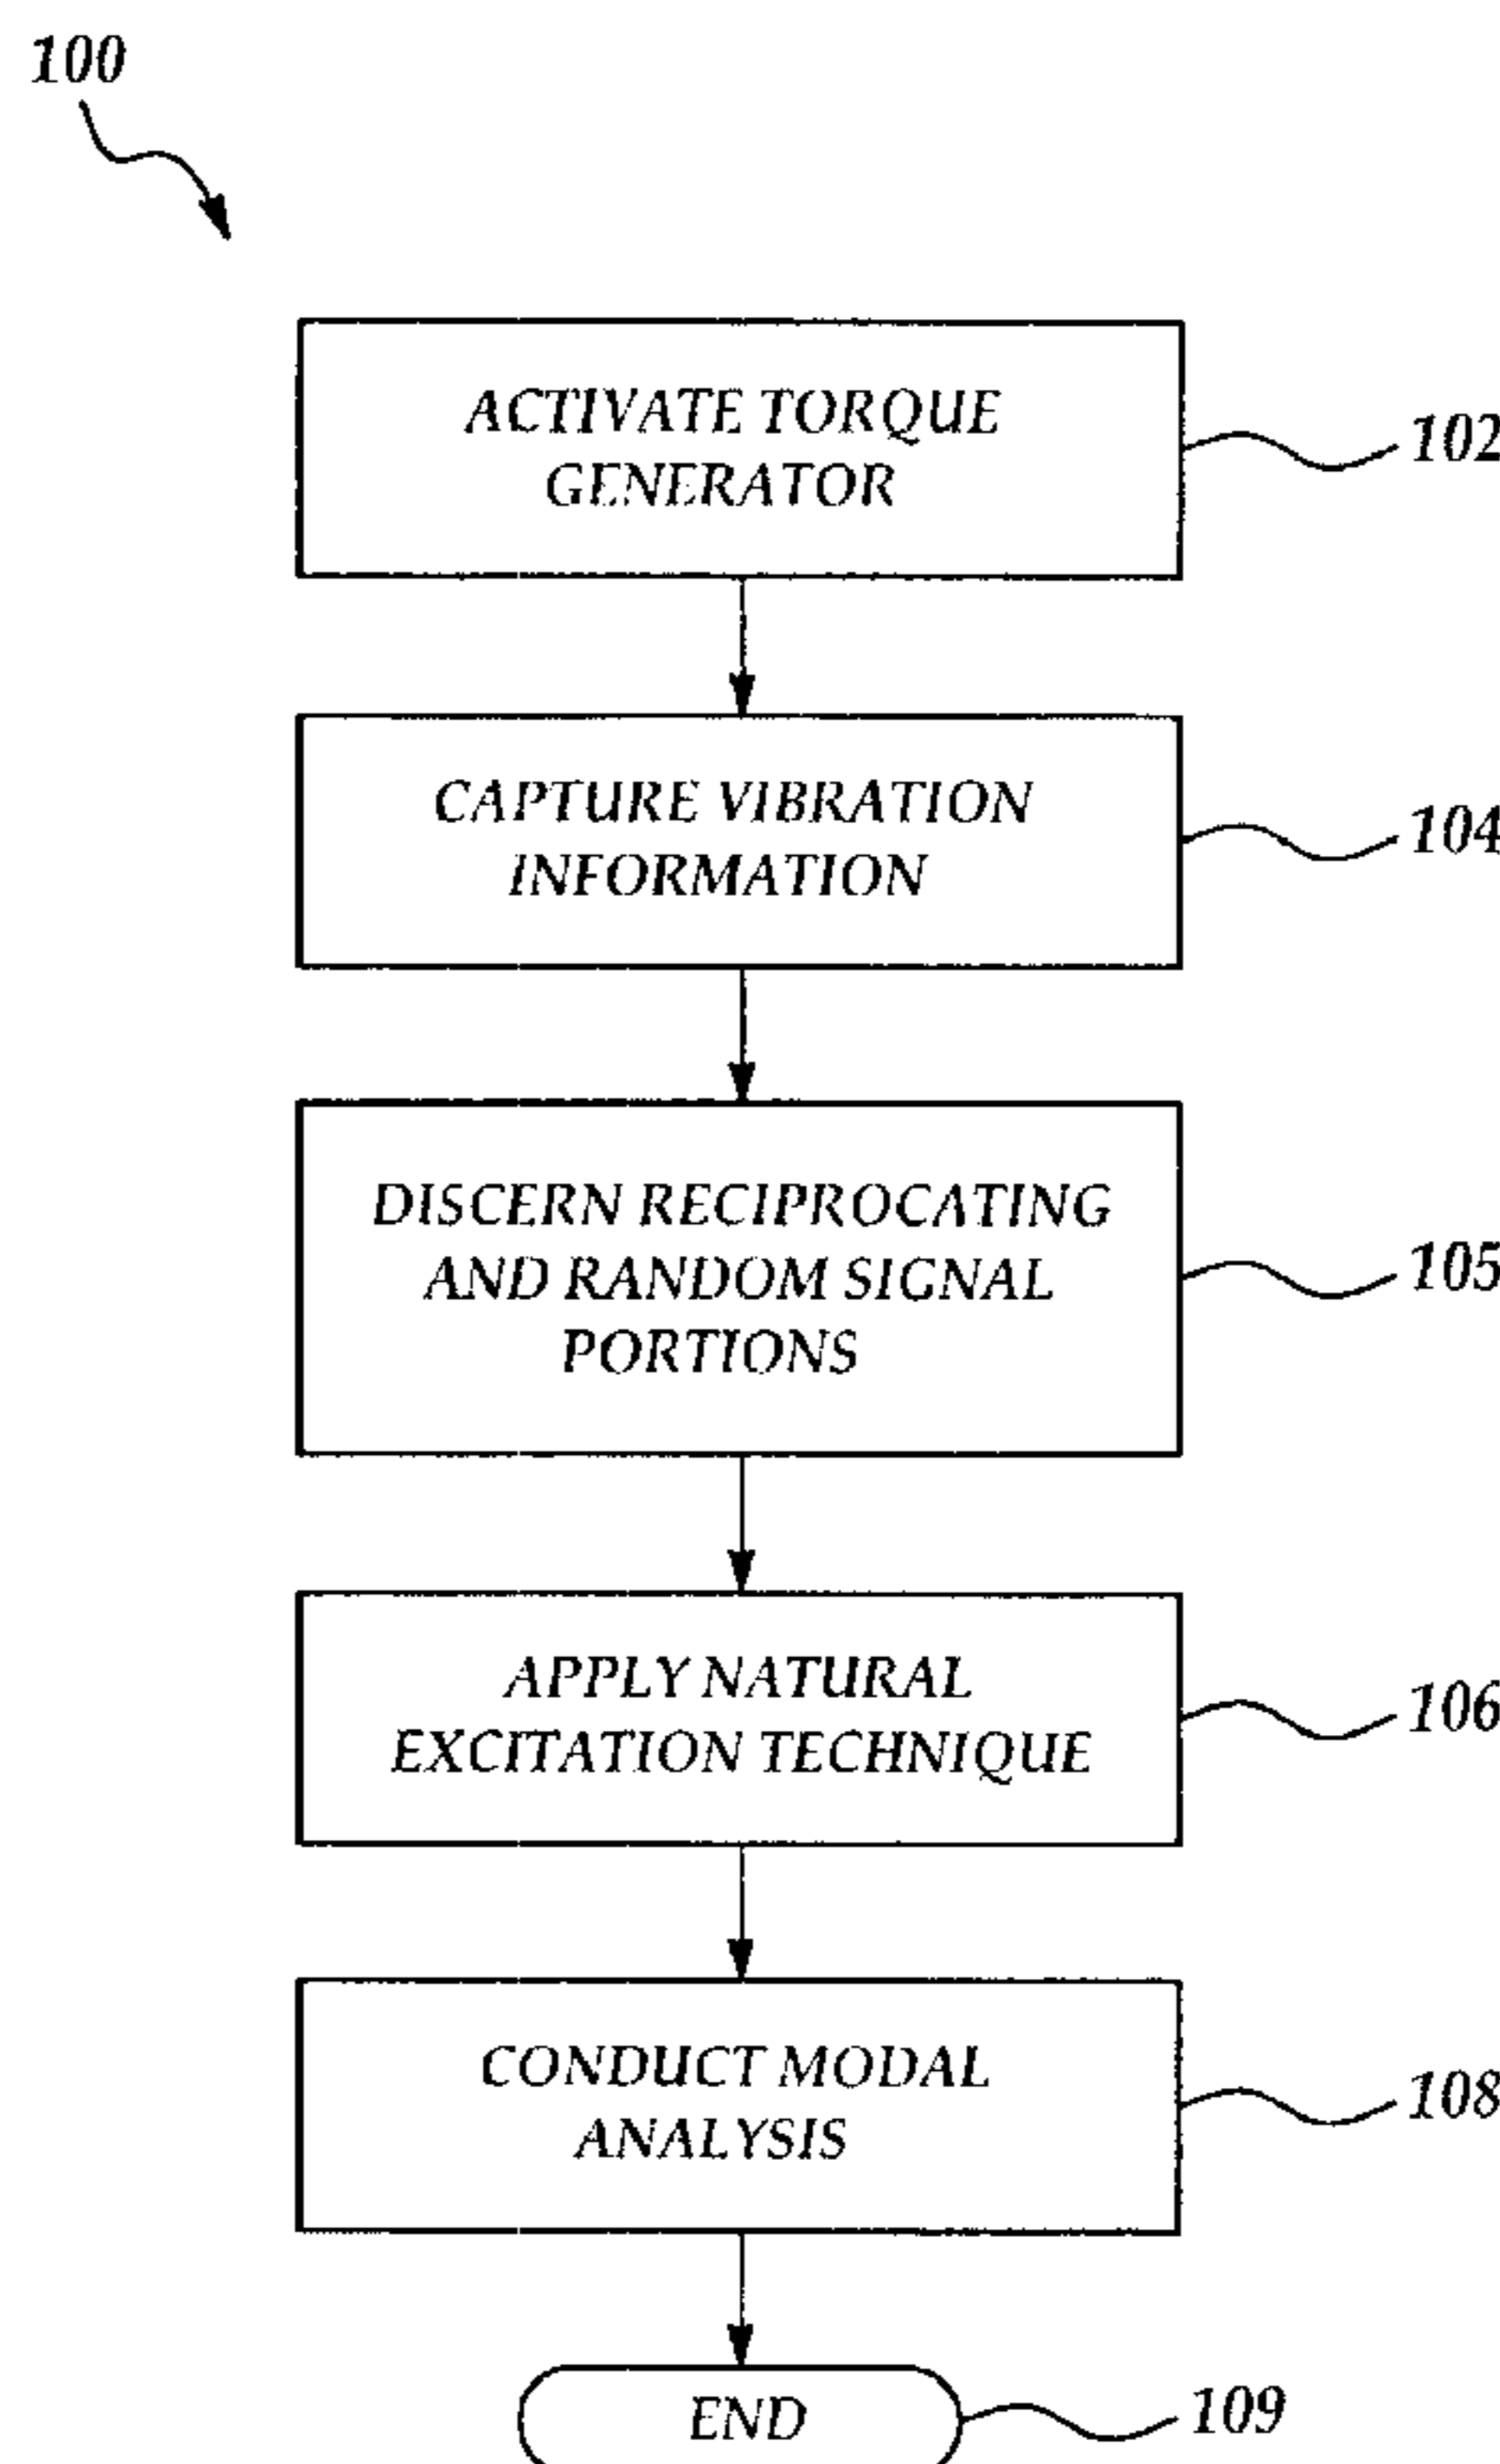 100
ACTIVATE TORQUE
GENERATOR
102
CAPTURE VIBRATION
INFORMATION
104
DISCERN RECIPROCATING
AND RANDOM SIGNAL
PORTIONS
105
APPLY NATURAL
EXCITATION TECHNIQUE
106
CONDUCT MODAL
ANALYSIS
108
END
109